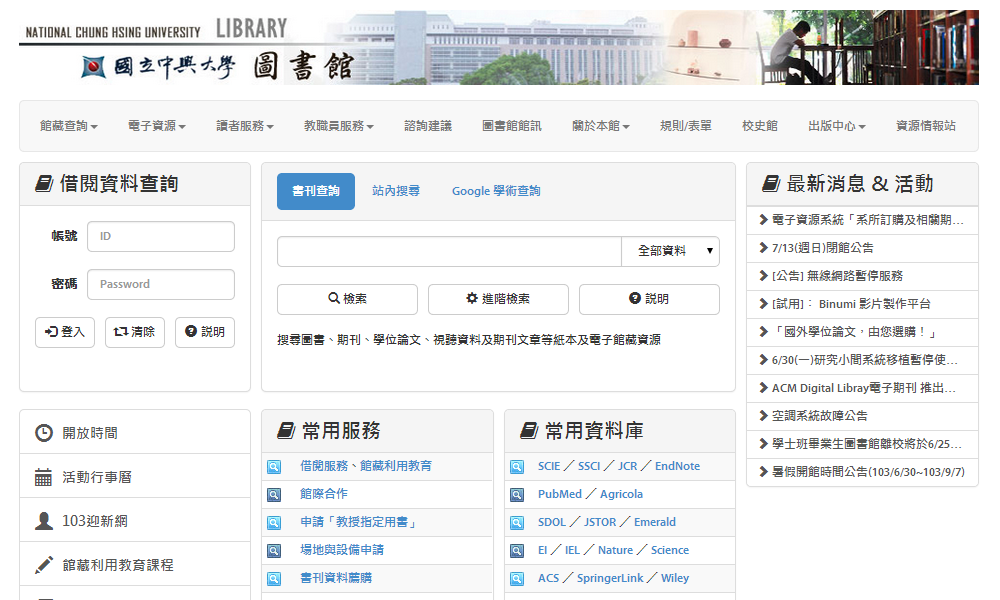 NATIONAL CHUNG HSING UNIVERSITY LIBRARY
國立中興大學 圖書館
館藏查詢 電子資源 讀者服務 教職員服務 諮詢建議 圖書館館訊 關於本館 規則/表單 校史館 出版中心 資源情報站
借閱資料查詢
帳號 ID
密碼 Password
登入 清除 說明
書刊查詢 站內搜尋 Google 學術查詢
全部資料
檢索 進階檢索 說明
搜尋圖書、期刊、學位論文、視聽資料及期刊文章等紙本及電子館藏資源
最新消息 & 活動
電子資源系統「系所訂購及相關期...
7/13(週日)閉館公告
[公告] 無線網路暫停服務
[試用]： Binumi 影片製作平台
「國外學位論文，由您選購！」
6/30(一)研究小間系統移植暫停使...
ACM Digital Libray電子期刊 推出...
空調系統故障公告
學士班畢業生圖書館離校將於6/25...
暑假開館時間公告(103/6/30~103/9/7)
開放時間
活動行事曆
103迎新網
館藏利用教育課程
常用服務
借閱服務、館藏利用教育
館際合作
申請「教授指定用書」
場地與設備申請
書刊資料薦購
常用資料庫
SCIE／SSCI／JCR／EndNote
PubMed／Agricola
SDOL／JSTOR／Emerald
EI／IEL／Nature／Science
ACS／SpringerLink／Wiley